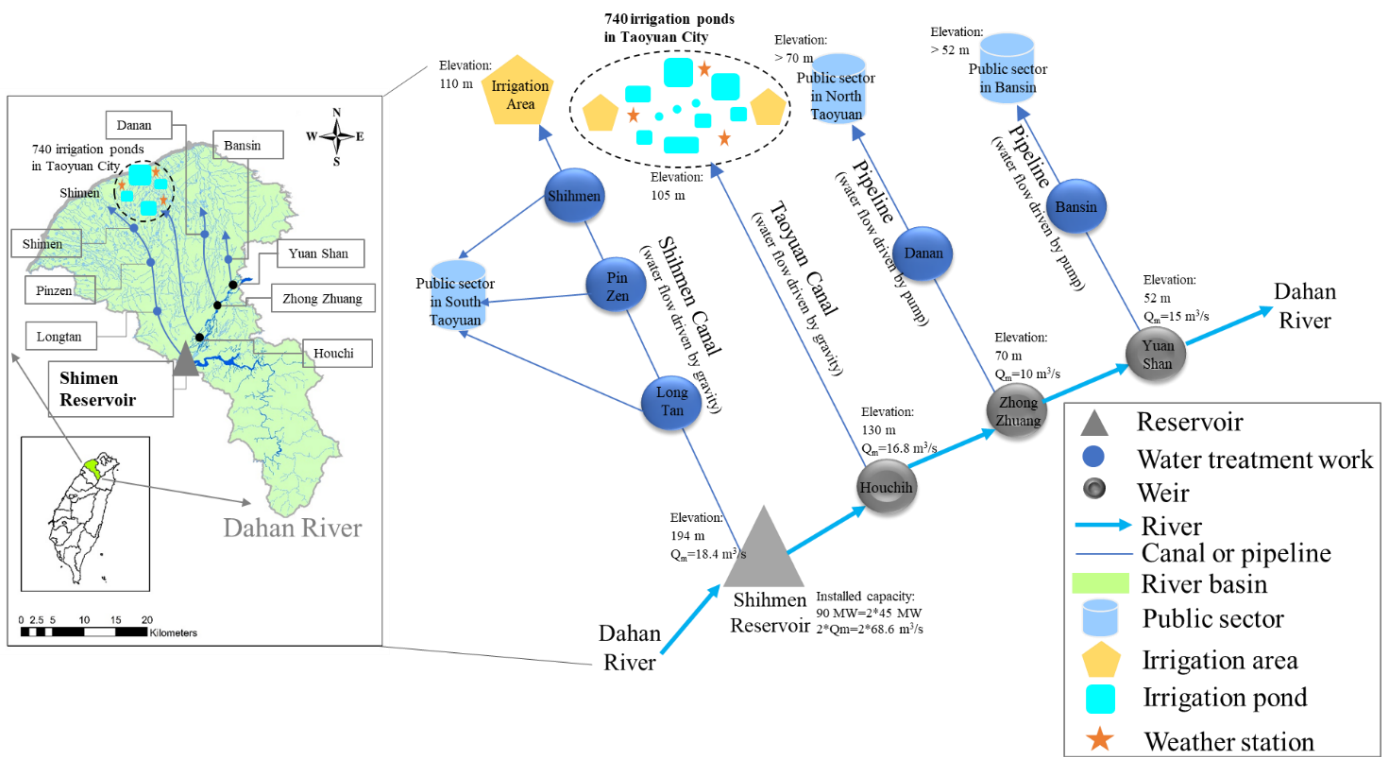 740 irrigation ponds
in Taoyuan City
Danan
Bansin
N
W
E
S
Shimen
Shimen
Pinzen
Longtan
Yuan Shan
Zhong Zhuang
Houchi
Shimen
Reservoir
Dahan River
0 2.5 5 10 15 20
Kilometers
740 irrigation ponds
in Taoyuan City
Elevation:
110 m
Irrigation
Area
Elevation:
105 m
Elevation:
> 70 m
Public sector
in North
Taoyuan
Elevation:
> 52 m
Public sector
in Bansin
Shihmen
Pin
Zen
Long
Tan
Public sector
in South
Taoyuan
Shihmen Canal
(water flow driven by gravity)
Taoyuan Canal
(water flow driven by gravity)
Pipeline
(water flow driven by pump)
Danan
Pipeline
(water flow driven by pump)
Bansin
Elevation:
52 m
Qm=15 m³/s
Yuan
Shan
Dahan
River
Elevation:
70 m
Qm=10 m³/s
Zhong
Zhuang
Elevation:
130 m
Qm=16.8 m³/s
Houchih
Elevation:
194 m
Qm=18.4 m³/s
Shihmen
Reservoir
Installed capacity:
90 MW=2*45 MW
2*Qm=2*68.6 m³/s
Dahan
River
Reservoir
Water treatment work
Weir
River
Canal or pipeline
River basin
Public sector
Irrigation area
Irrigation pond
Weather station